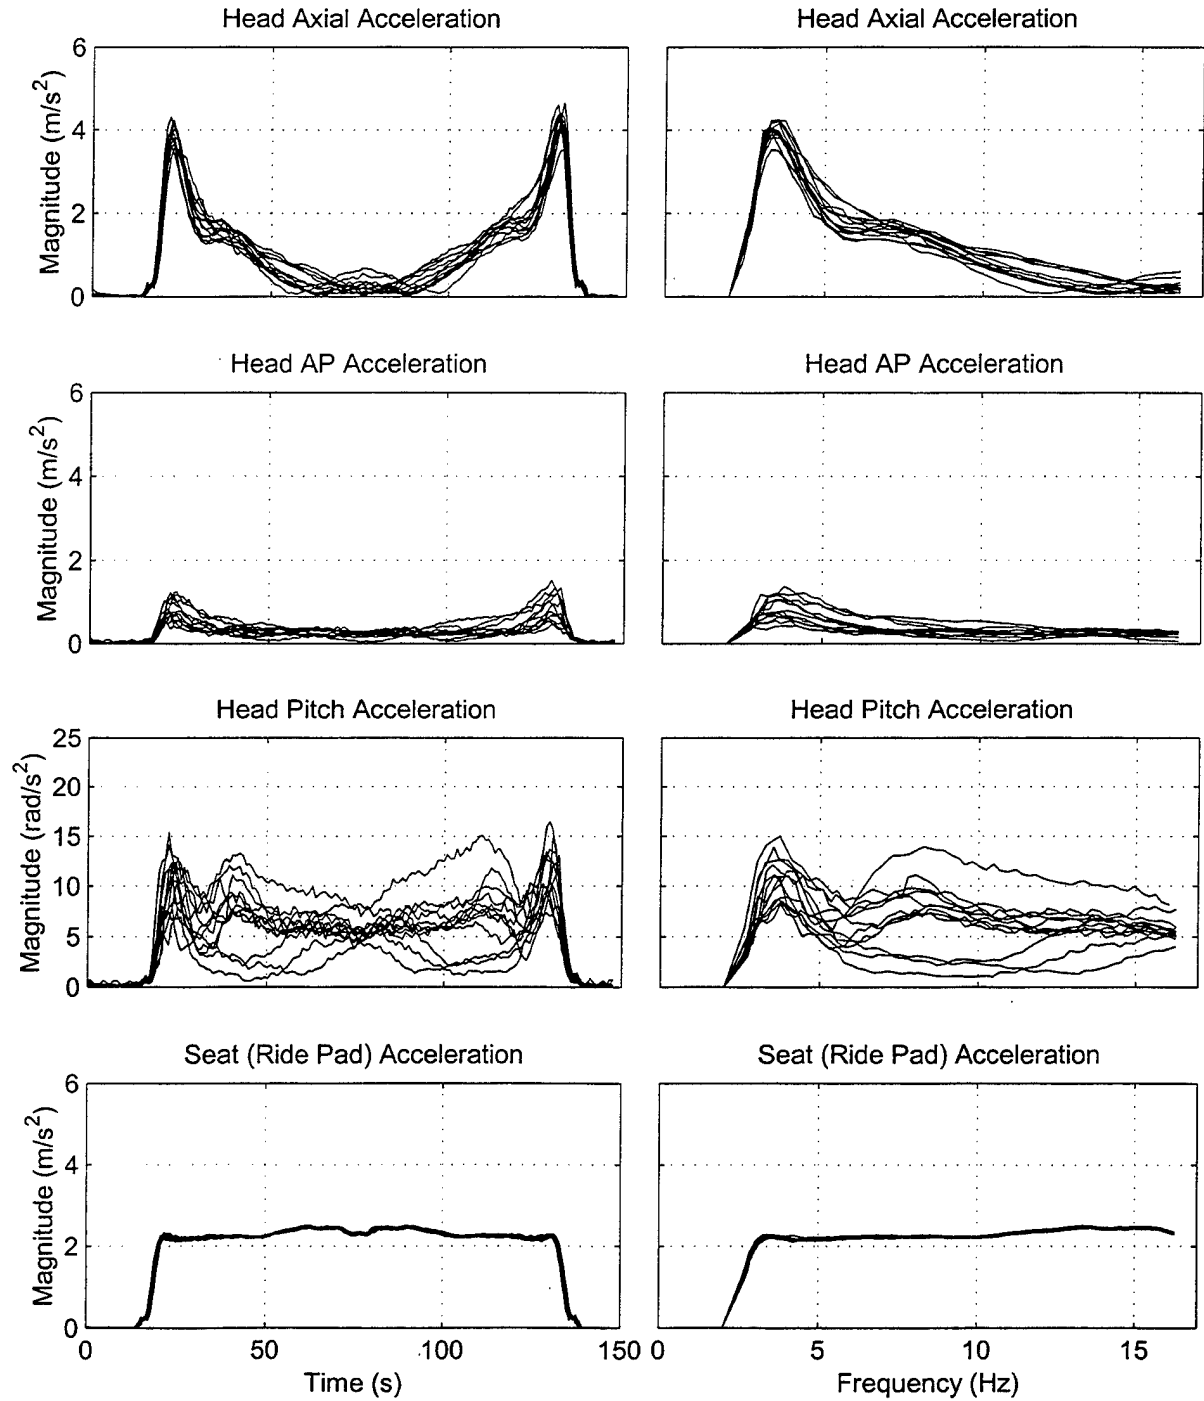 Head Axial Acceleration
Head Axial Acceleration
Magnitude (m/s²)
6
4
2
0
Head AP Acceleration
Head AP Acceleration
Magnitude (m/s²)
6
4
2
0
Head Pitch Acceleration
Head Pitch Acceleration
Magnitude (rad/s²)
25
20
15
10
5
0
Seat (Ride Pad) Acceleration
Seat (Ride Pad) Acceleration
Magnitude (m/s²)
6
4
2
0
0 50 100 150
0 5 10 15
Time (s)
Frequency (Hz)